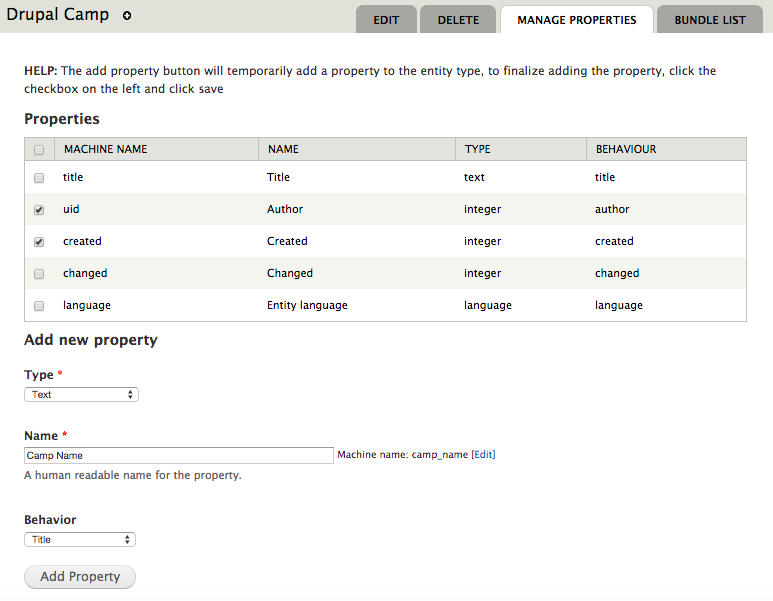 Drupal Camp
EDIT DELETE MANAGE PROPERTIES BUNDLE LIST
HELP: The add property button will temporarily add a property to the entity type, to finalize adding the property, click the
checkbox on the left and click save
Properties
MACHINE NAME NAME TYPE BEHAVIOUR
title Title text title
uid Author integer author
created Created integer created
changed Changed integer changed
language Entity language language language
Add new property
Type *
Text
Name *
Camp Name Machine name: camp_name [Edit]
A human readable name for the property.
Behavior
Title
Add Property